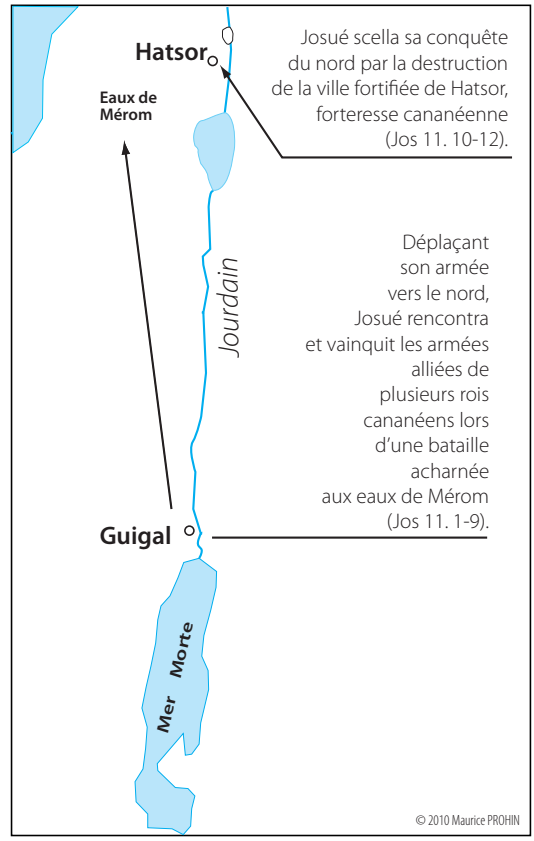 Hatsor
Eaux de
Mérom
Josué scella sa conquête
du nord par la destruction
de la ville fortifiée de Hatsor,
forteresse cananéenne
(Jos 11. 10-12).
Jourdain
Déplaçant
son armée
vers le nord,
Josué rencontra
et vainquit les armées
alliées de
plusieurs rois
cananéens lors
d’une bataille
acharnée
aux eaux de Mérom
(Jos 11. 1-9).
Guigal
Mer Morte
© 2010 Maurice PROHIN